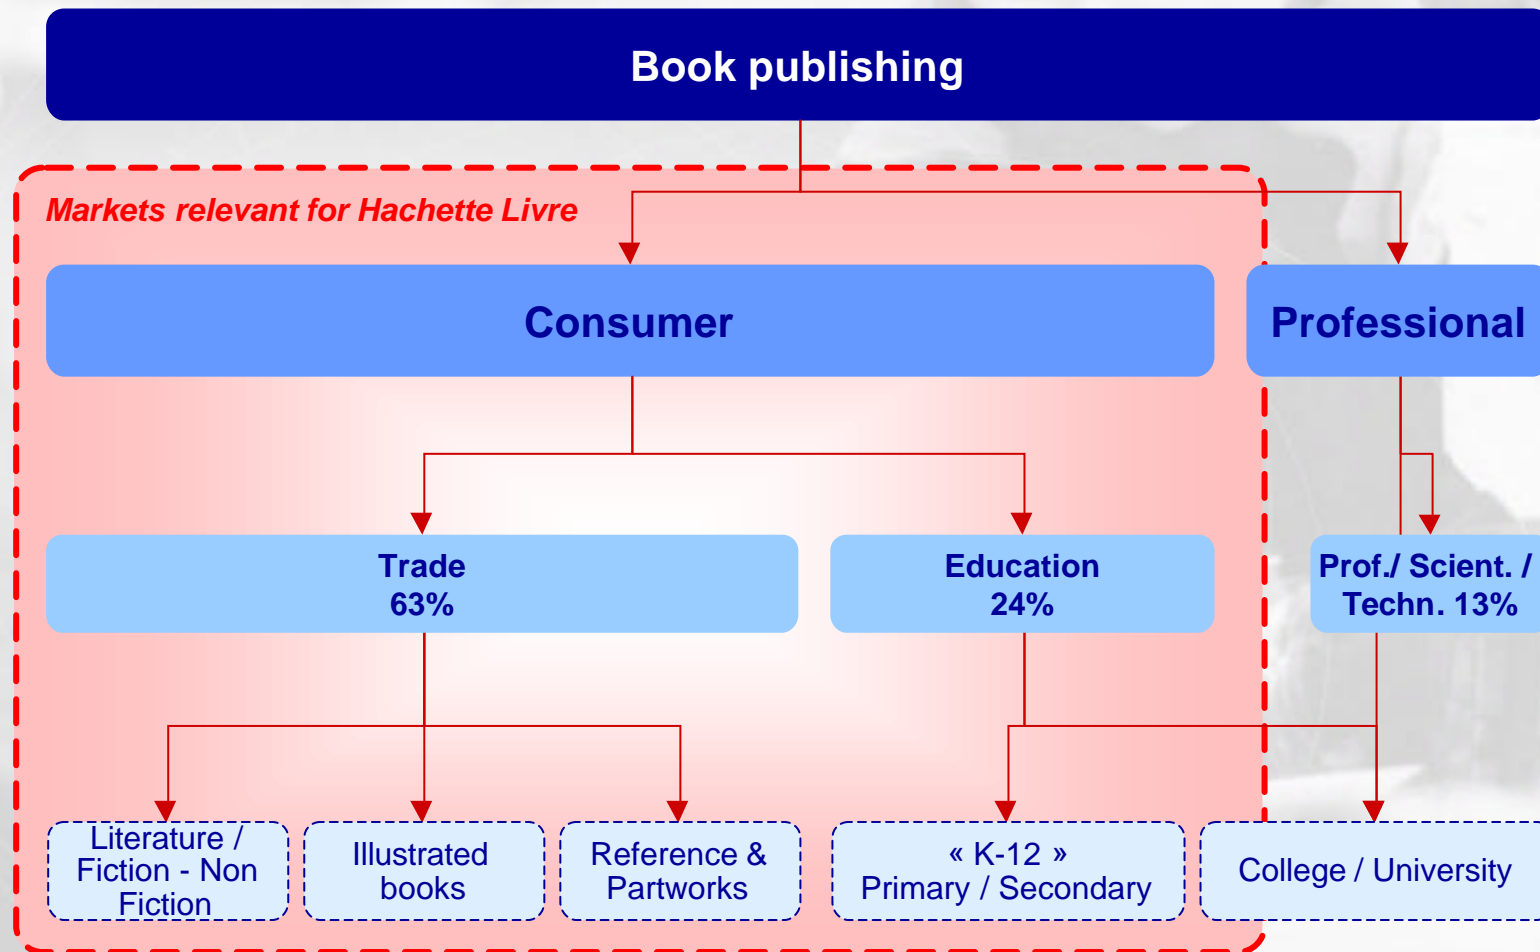 Book publishing
Markets relevant for Hachette Livre
Consumer
Professional
Trade
63%
Education
24%
Prof./ Scient. /
Techn. 13%
Literature /
Fiction - Non
Fiction
Illustrated
books
Reference &
Partworks
« K-12 »
Primary / Secondary
College / University